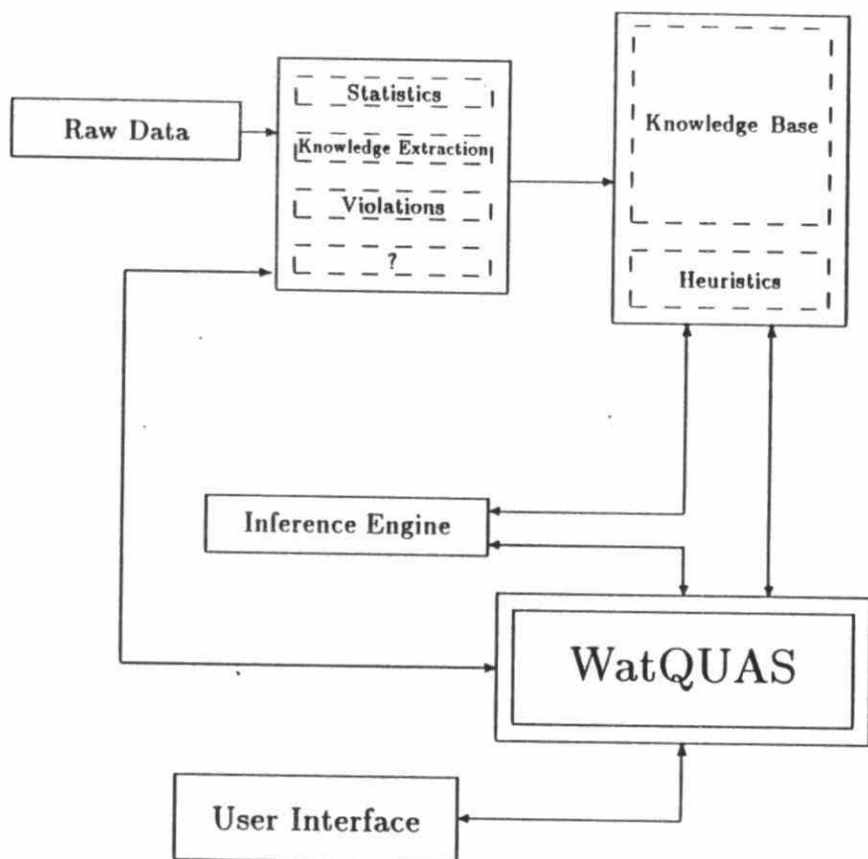 Raw Data
Statistics
Knowledge Extraction
Violations
?
Knowledge Base
Heuristics
Inference Engine
WatQUAS
User Interface